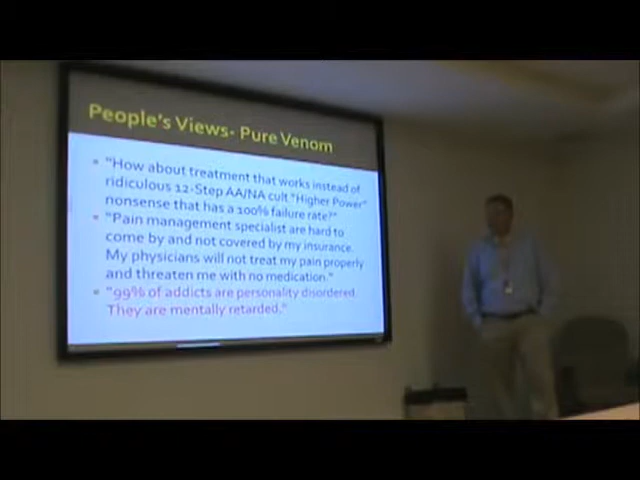 People's Views- Pure Venom
"How about treatment that works instead of
ridiculous 12-Step AA/NA cult "Higher Power"
nonsense that has a 100% failure rate?"
"Pain management specialist are hard to
come by and not covered by my insurance.
My physicians will not treat my pain properly
and threaten me with no medication."
"99% of addicts are personality disordered.
They are mentally retarded."